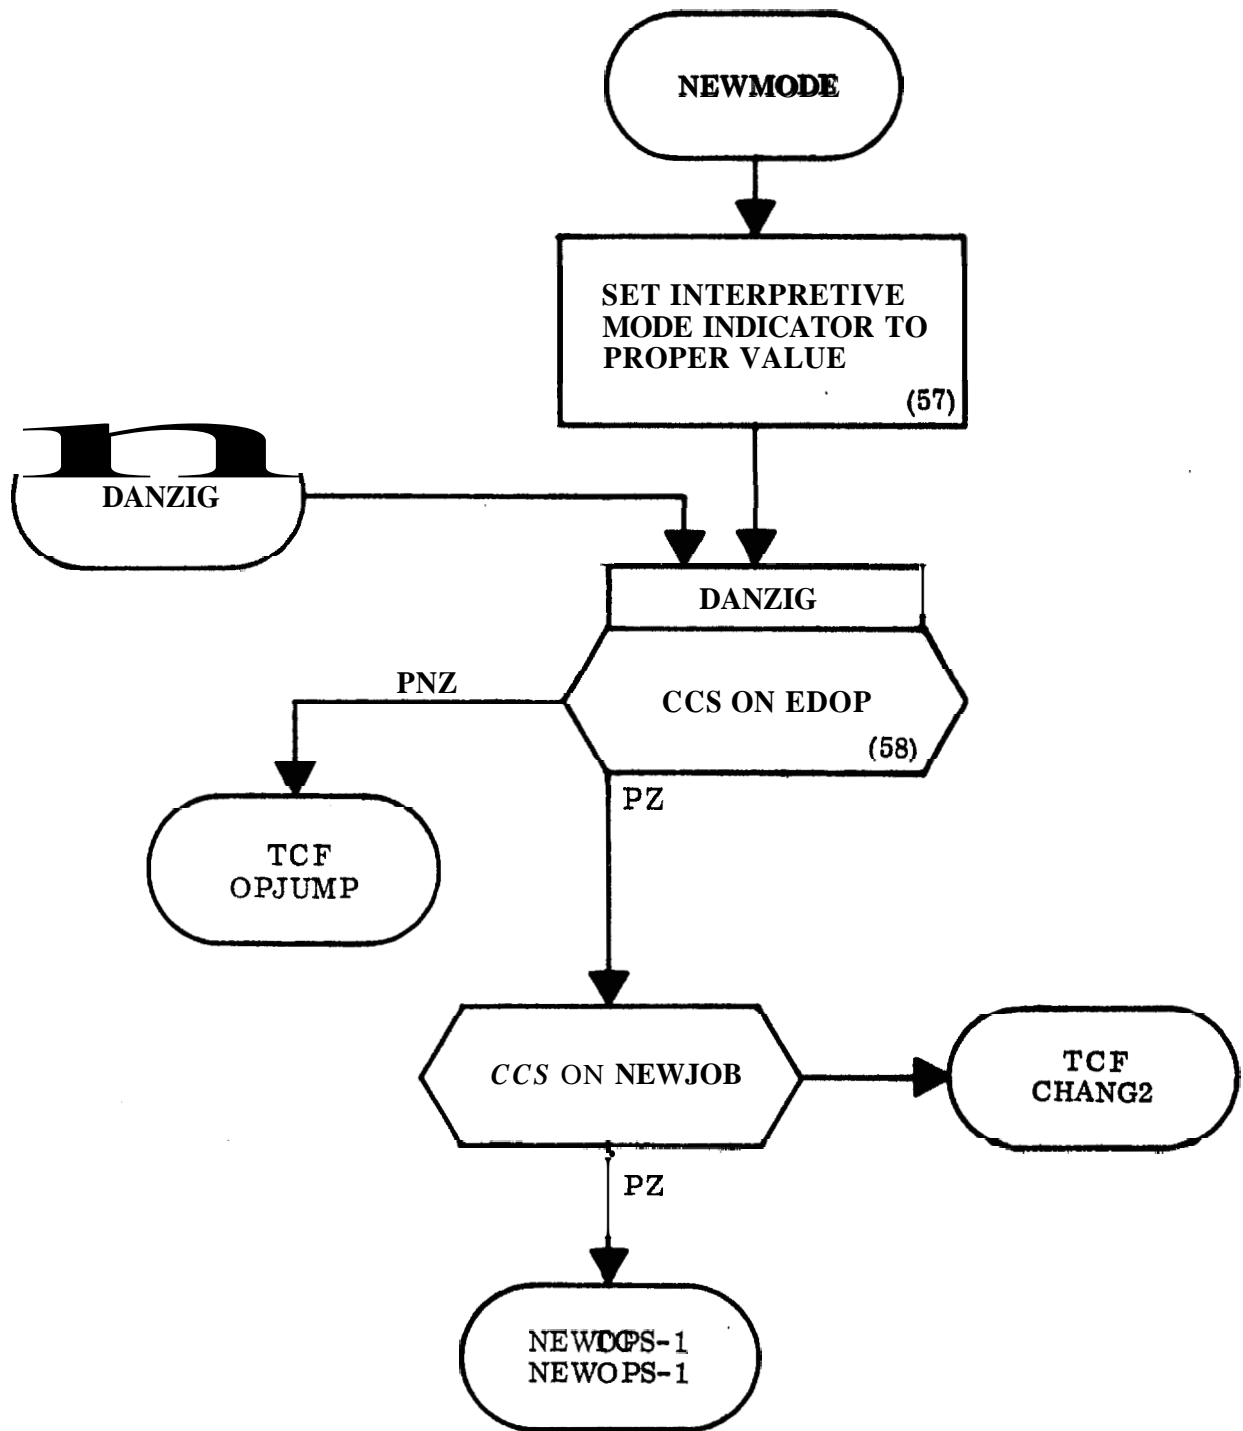 NEWMODE
SET INTERPRETIVE
MODE INDICATOR TO
PROPER VALUE
(57)
DANZIG
DANZIG
PNZ
CCS ON EDOP
(58)
PZ
TCF
OPJUMP
CCS ON NEWJOB
TCF
CHANG2
PZ
NEWOPS-1